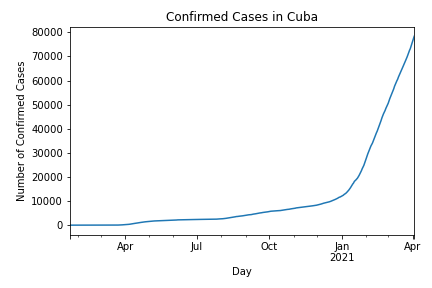 Confirmed Cases in Cuba
80000
70000
60000
50000
40000
30000
20000
10000
0
Number of Confirmed Cases
Apr Jul Oct Jan Apr
2021
Day